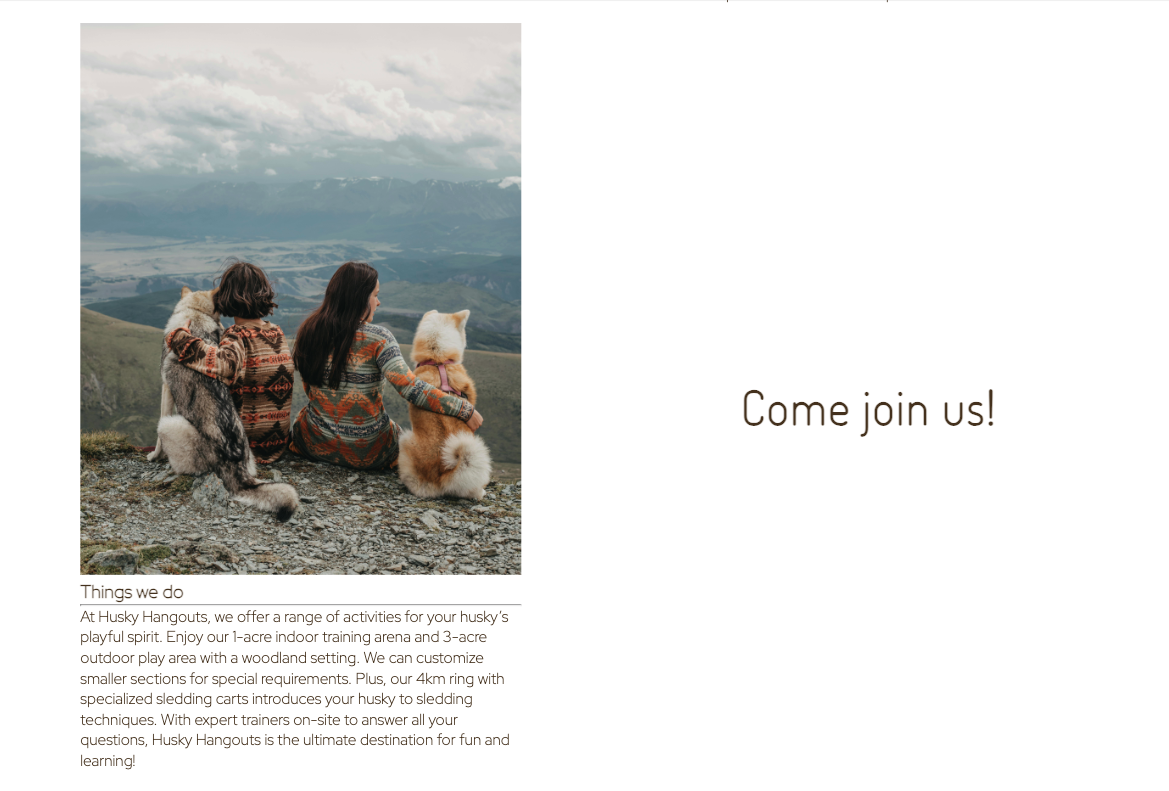 Things we do
At Husky Hangouts, we offer a range of activities for your husky’s
playful spirit. Enjoy our 1-acre indoor training arena and 3-acre
outdoor play area with a woodland setting. We can customize
smaller sections for special requirements. Plus, our 4km ring with
specialized sledding carts introduces your husky to sledding
techniques. With expert trainers on-site to answer all your
questions, Husky Hangouts is the ultimate destination for fun and
learning!
Come join us!